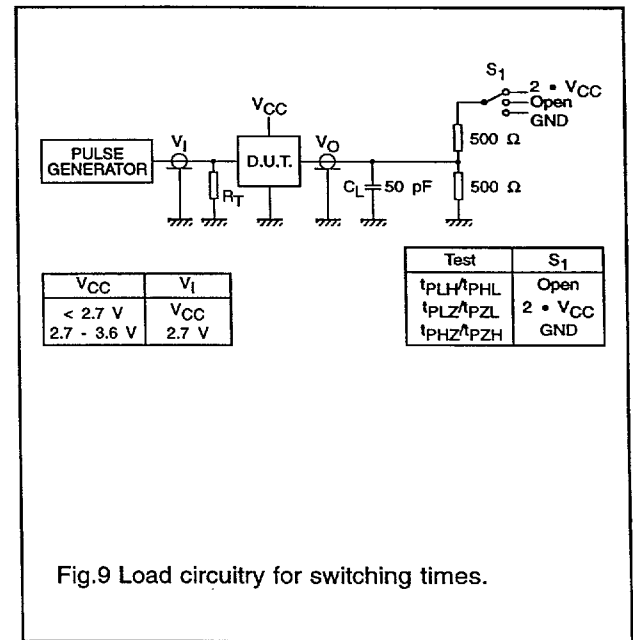 S1
2 • VCC
Open
GND
VCC
500 Ω
PULSE GENERATOR
VI
D.U.T.
VO
RT
CL
50 pF
500 Ω
VCC VI
< 2.7 V VCC
2.7 - 3.6 V 2.7 V
Test S1
tPLH/tPHL Open
tPLZ/tPZL 2 • VCC
tPHZ/tPZH GND
Fig.9 Load circuitry for switching times.